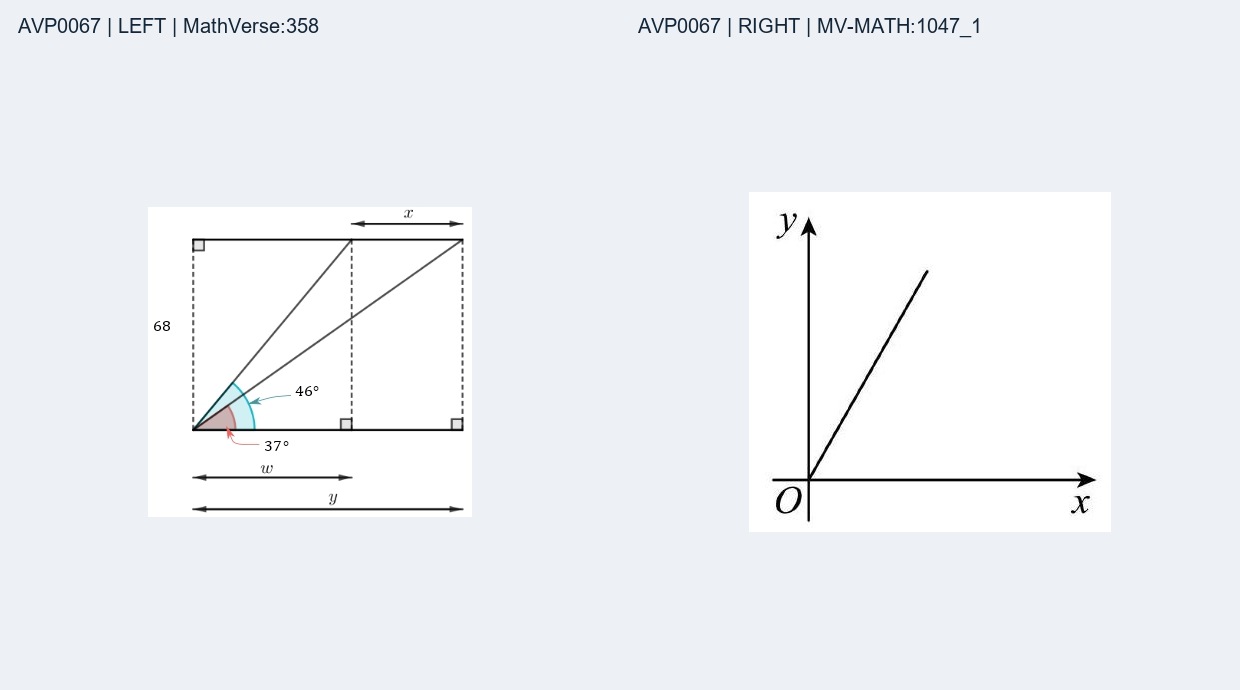 AVP0067 | LEFT | MathVerse:358
AVP0067 | RIGHT | MV-MATH:1047_1
x
68
46°
37°
w
y
y
O
x